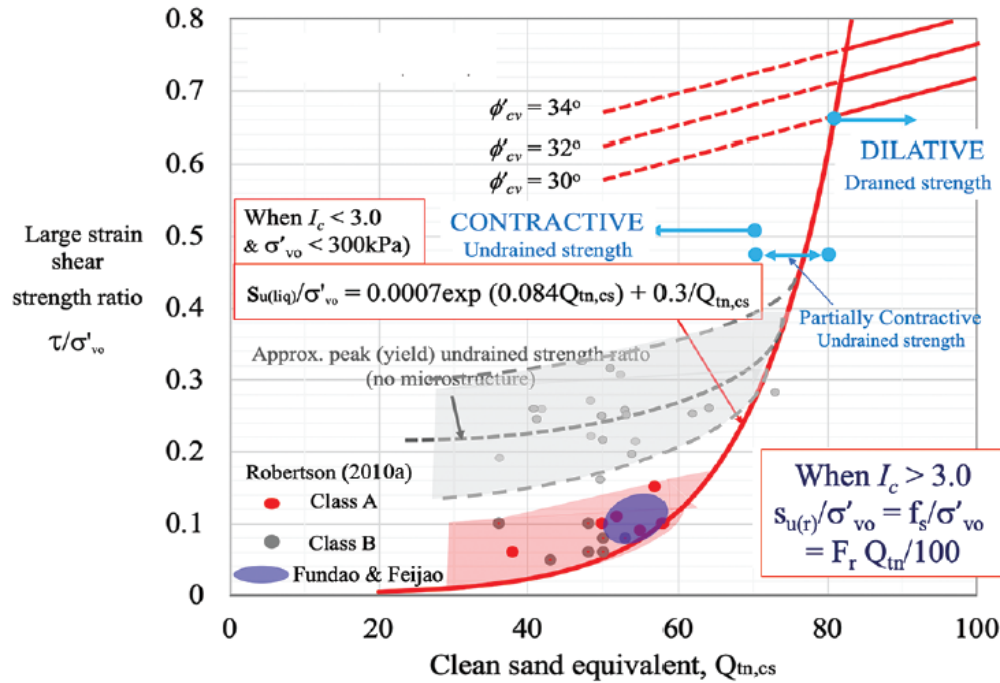 0.8
0.7
0.6
0.5
0.4
0.3
0.2
0.1
0
0
20
40
60
80
100
Large strain
shear
strength ratio
τ/σ'vo
Clean sand equivalent, Qtn,cs
ϕ'cv = 34°
ϕ'cv = 32°
ϕ'cv = 30°
DILATIVE
Drained strength
When Ic < 3.0
& σ'vo < 300kPa)
CONTRACTIVE
Undrained strength
su(liq)/σ'vo = 0.0007exp (0.084Qtn,cs) + 0.3/Qtn,cs
Partially Contractive
Undrained strength
Approx. peak (yield) undrained strength ratio
(no microstructure)
Robertson (2010a)
Class A
Class B
Fundao & Feijao
When Ic > 3.0
su(r)/σ'vo = fs/σ'vo
= Fr Qtn/100